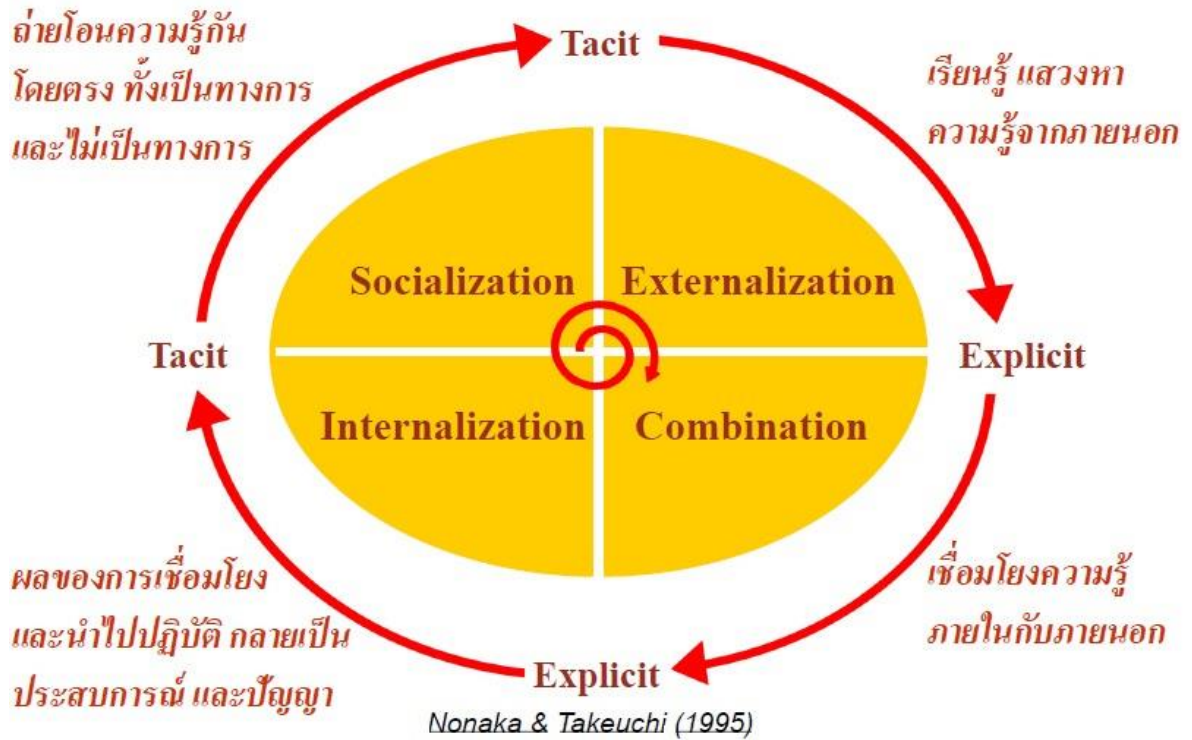 ถ่ายโอนความรู้กัน
โดยตรง ทั้งเป็นทางการ
และไม่เป็นทางการ
Tacit
เรียนรู้ แสวงหา
ความรู้จากภายนอก
Socialization
Externalization
Tacit
Explicit
Internalization
Combination
ผลของการเชื่อมโยง
และนำไปปฏิบัติ กลายเป็น
ประสบการณ์ และปัญญา
เชื่อมโยงความรู้
ภายในกับภายนอก
Explicit
Nonaka & Takeuchi (1995)